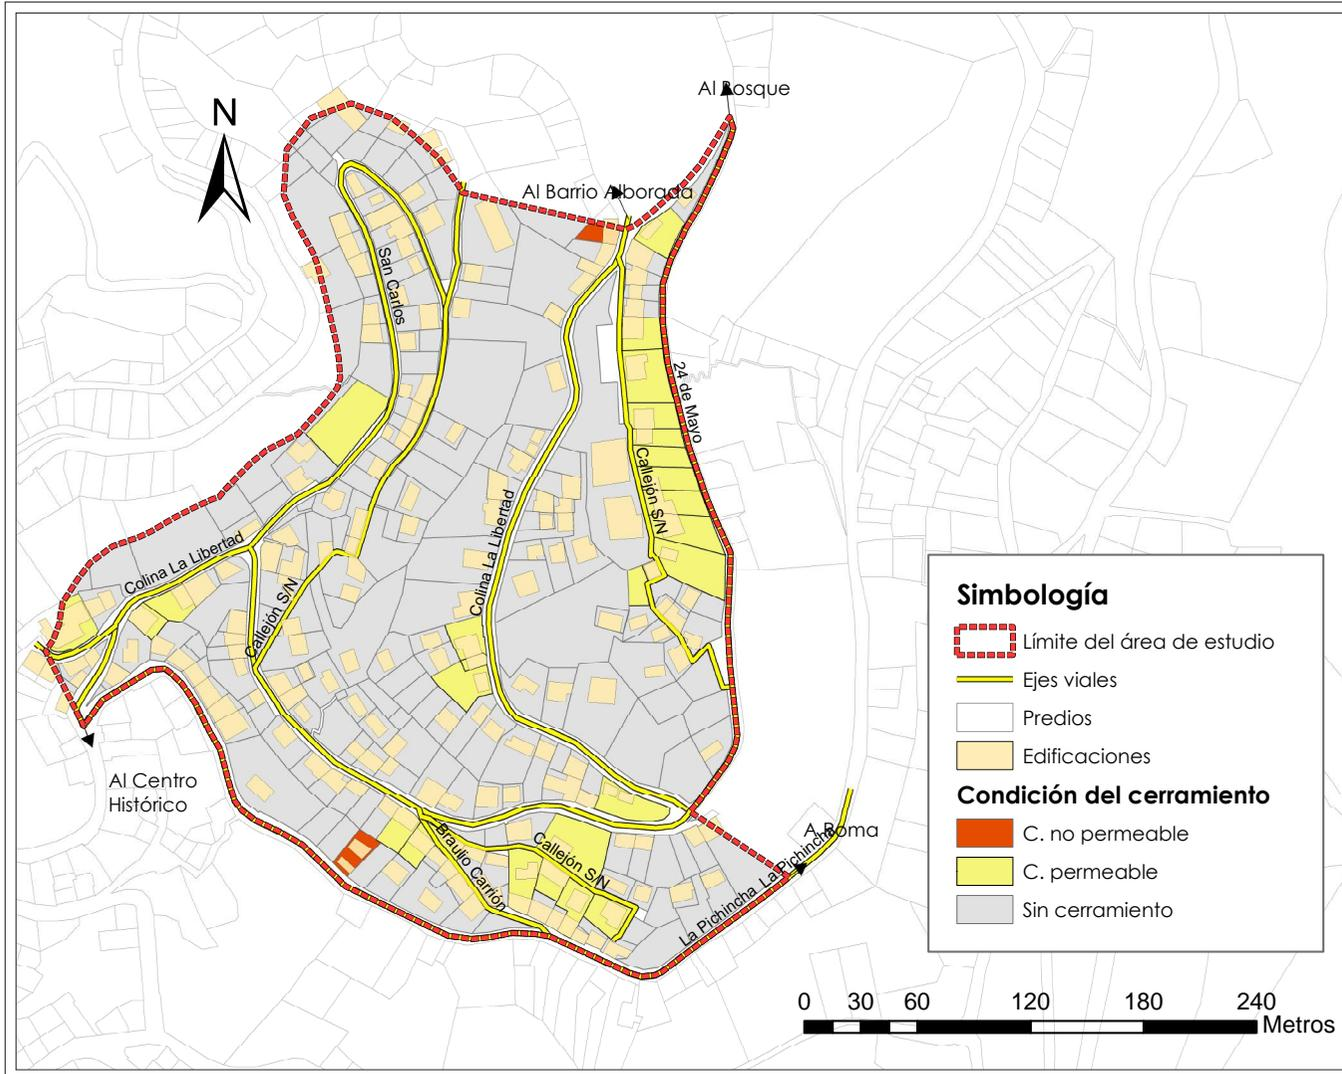 Al Bosque
N
Al Barrio Alborada
San Carlos
24 de Mayo
Callejón S/N
Colina La Libertad
Colina La Libertad
Callejón S/N
Al Centro
Histórico
A Roma
Braulio Carrión
Callejón S/N
La Pichincha
La Pichincha
Simbología
Límite del área de estudio
Ejes viales
Predios
Edificaciones
Condición del cerramiento
C. no permeable
C. permeable
Sin cerramiento
0 30 60 120 180 240
Metros